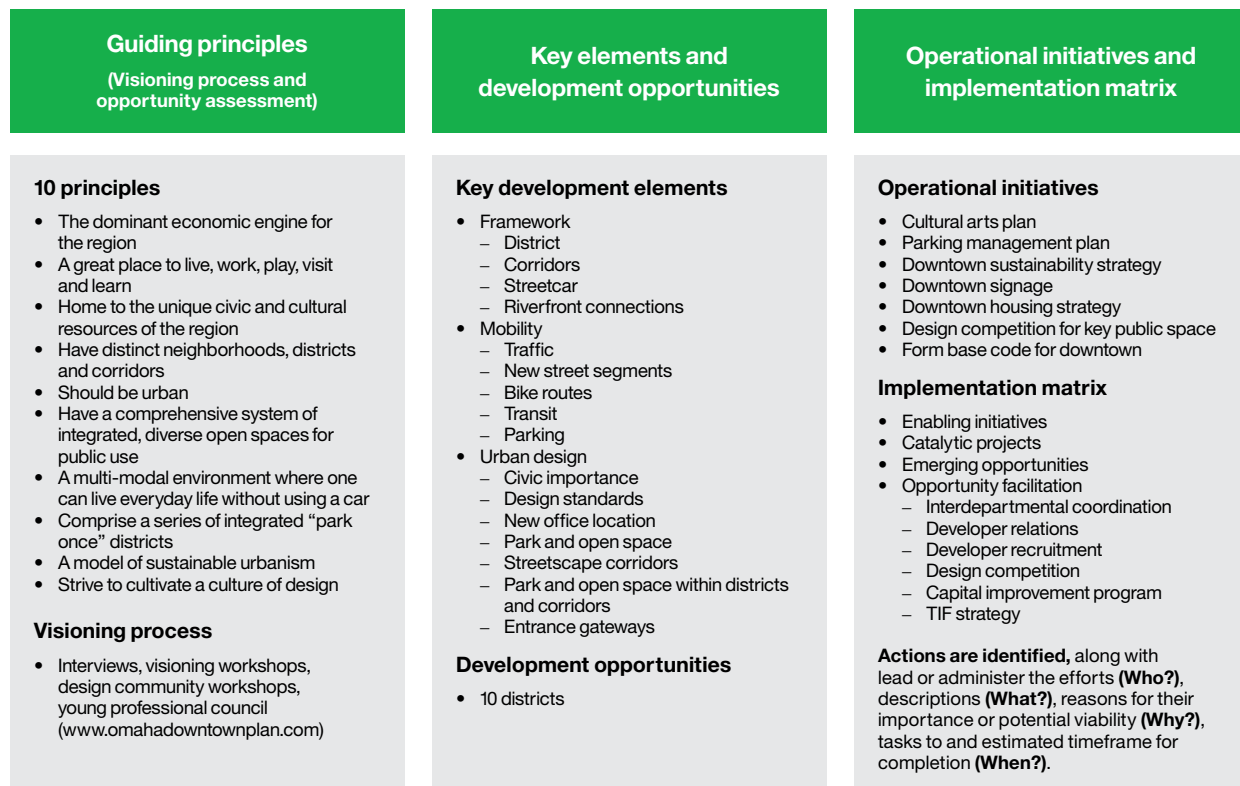 Guiding principles
(Visioning process and
opportunity assessment)
10 principles
• The dominant economic engine for
the region
• A great place to live, work, play, visit
and learn
• Home to the unique civic and cultural
resources of the region
• Have distinct neighborhoods, districts
and corridors
• Should be urban
• Have a comprehensive system of
integrated, diverse open spaces for
public use
• A multi-modal environment where one
can live everyday life without using a car
• Comprise a series of integrated “park
once” districts
• A model of sustainable urbanism
• Strive to cultivate a culture of design
Visioning process
• Interviews, visioning workshops,
design community workshops,
young professional council
(www.omahadowntownplan.com)
Key elements and
development opportunities
Key development elements
• Framework
– District
– Corridors
– Streetcar
– Riverfront connections
• Mobility
– Traffic
– New street segments
– Bike routes
– Transit
– Parking
• Urban design
– Civic importance
– Design standards
– New office location
– Park and open space
– Streetscape corridors
– Park and open space within districts
and corridors
– Entrance gateways
Development opportunities
• 10 districts
Operational initiatives and
implementation matrix
Operational initiatives
• Cultural arts plan
• Parking management plan
• Downtown sustainability strategy
• Downtown signage
• Downtown housing strategy
• Design competition for key public space
• Form base code for downtown
Implementation matrix
• Enabling initiatives
• Catalytic projects
• Emerging opportunities
• Opportunity facilitation
– Interdepartmental coordination
– Developer relations
– Developer recruitment
– Design competition
– Capital improvement program
– TIF strategy
Actions are identified, along with
lead or administer the efforts (Who?),
descriptions (What?), reasons for their
importance or potential viability (Why?),
tasks to and estimated timeframe for
completion (When?).